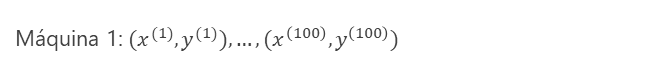 Máquina 1: (𝑥⁽¹⁾, 𝑦⁽¹⁾), … , (𝑥⁽¹⁰⁰⁾, 𝑦⁽¹⁰⁰⁾)